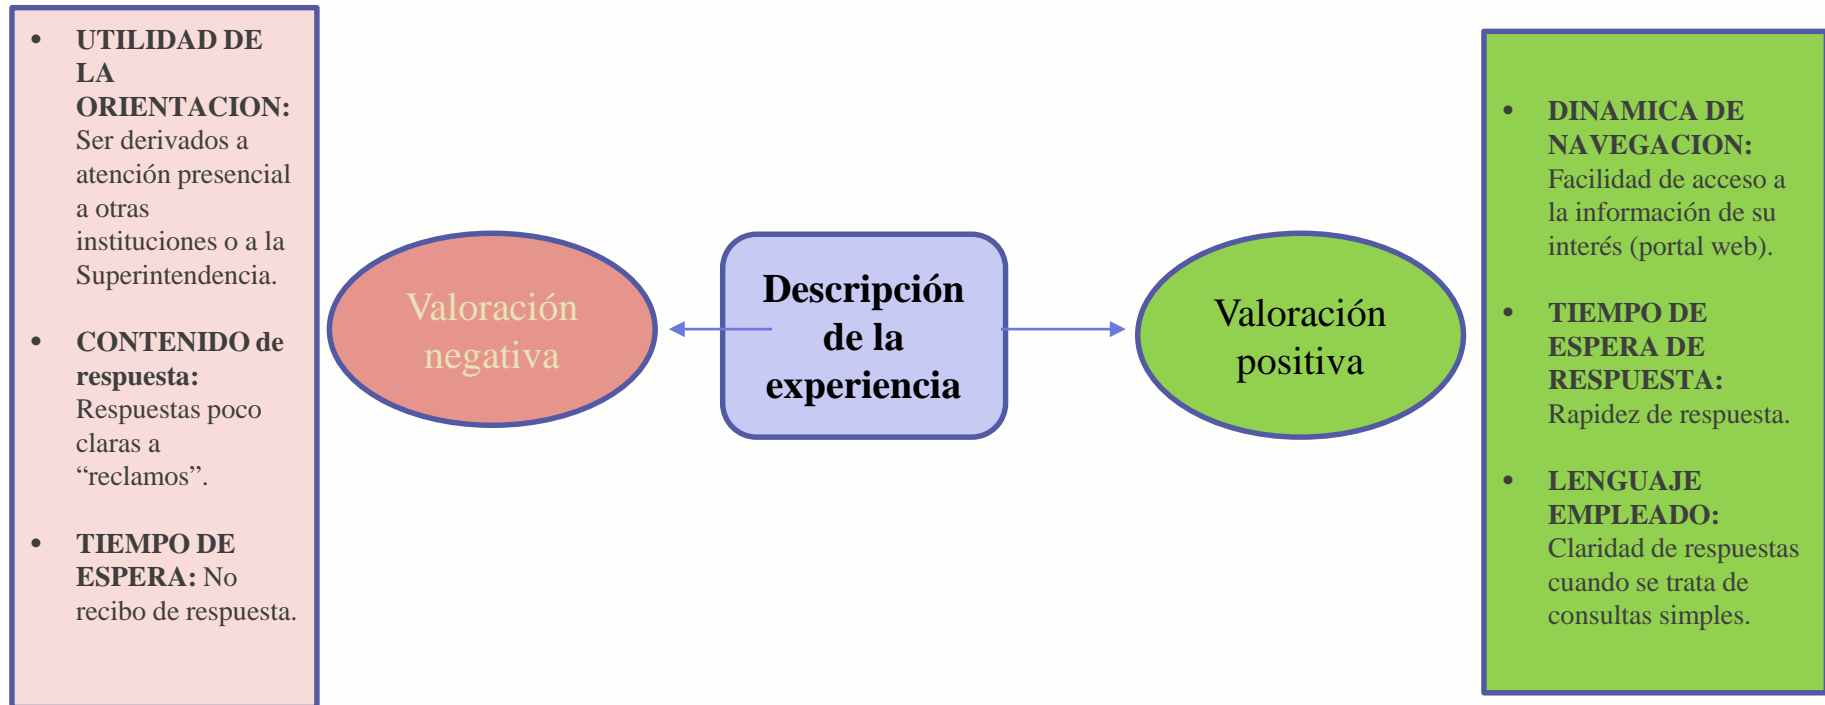 • UTILIDAD DE
LA
ORIENTACION:
Ser derivados a
atención presencial
a otras
instituciones o a la
Superintendencia.
• CONTENIDO de
respuesta:
Respuestas poco
claras a
“reclamos”.
• TIEMPO DE
ESPERA: No
recibo de respuesta.
Valoración
negativa
Descripción
de la
experiencia
Valoración
positiva
• DINAMICA DE
NAVEGACION:
Facilidad de acceso a
la información de su
interés (portal web).
• TIEMPO DE
ESPERA DE
RESPUESTA:
Rapidez de respuesta.
• LENGUAJE
EMPLEADO:
Claridad de respuestas
cuando se trata de
consultas simples.